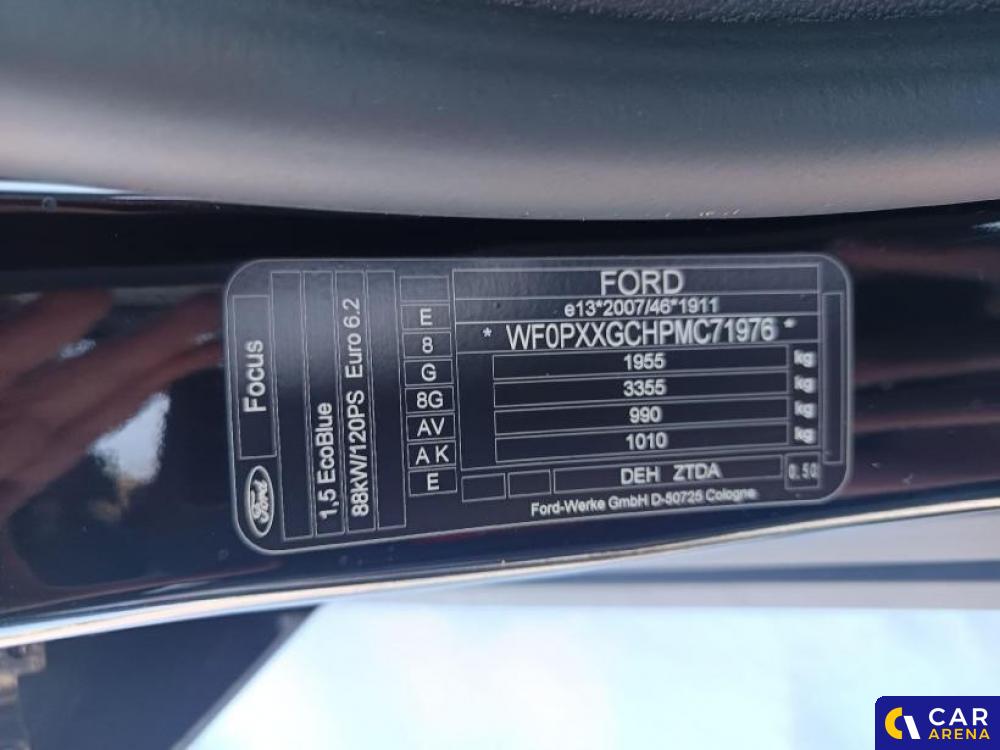 FORD
e13*2007/46*1911
* WF0PXXGCHPMC71976 *
1955 kg
3355 kg
990 kg
1010 kg
DEH ZTDA
0.50
Ford-Werke GmbH D-50725 Cologne
E
8
G
8G
AV
A K
E
Focus
1,5 EcoBlue
88kW/120PS Euro 6.2
Ford
CAR
ARENA